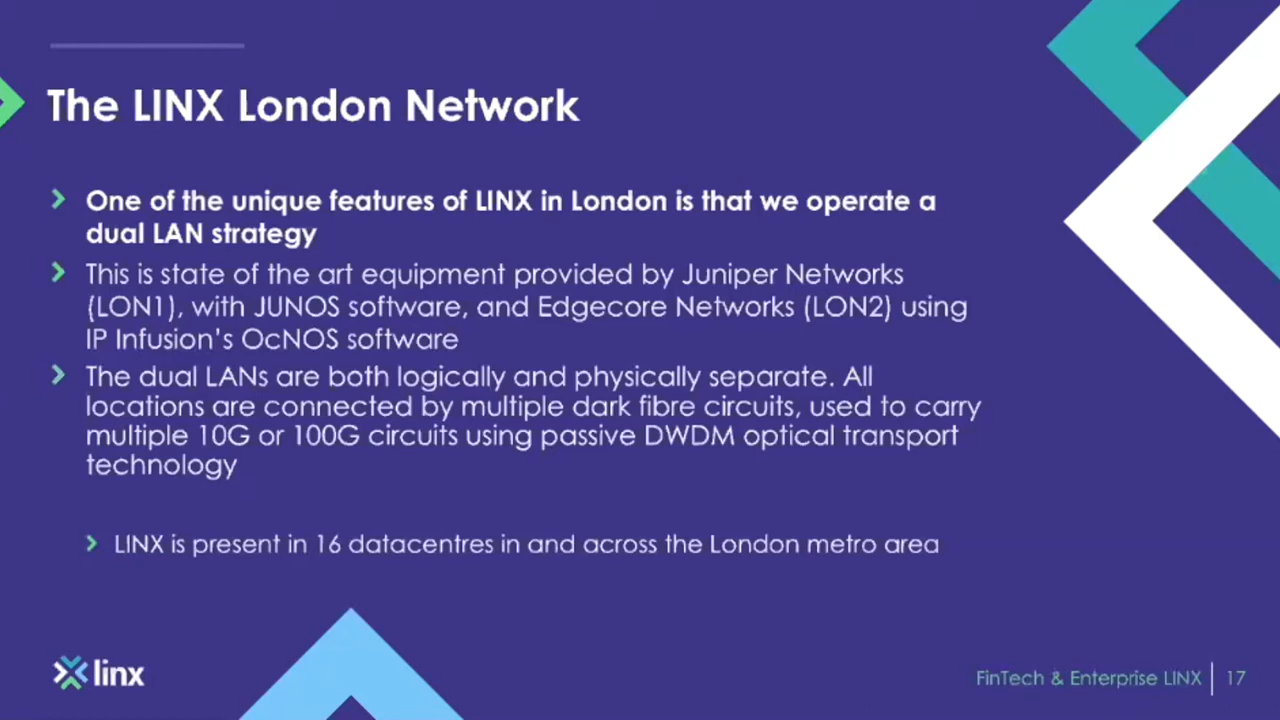 The LINX London Network
One of the unique features of LINX in London is that we operate a
dual LAN strategy
This is state of the art equipment provided by Juniper Networks
(LON1), with JUNOS software, and Edgecore Networks (LON2) using
IP Infusion’s OcNOS software
The dual LANs are both logically and physically separate. All
locations are connected by multiple dark fibre circuits, used to carry
multiple 10G or 100G circuits using passive DWDM optical transport
technology
LINX is present in 16 datacentres in and across the London metro area
linx
FinTech & Enterprise LINX 17